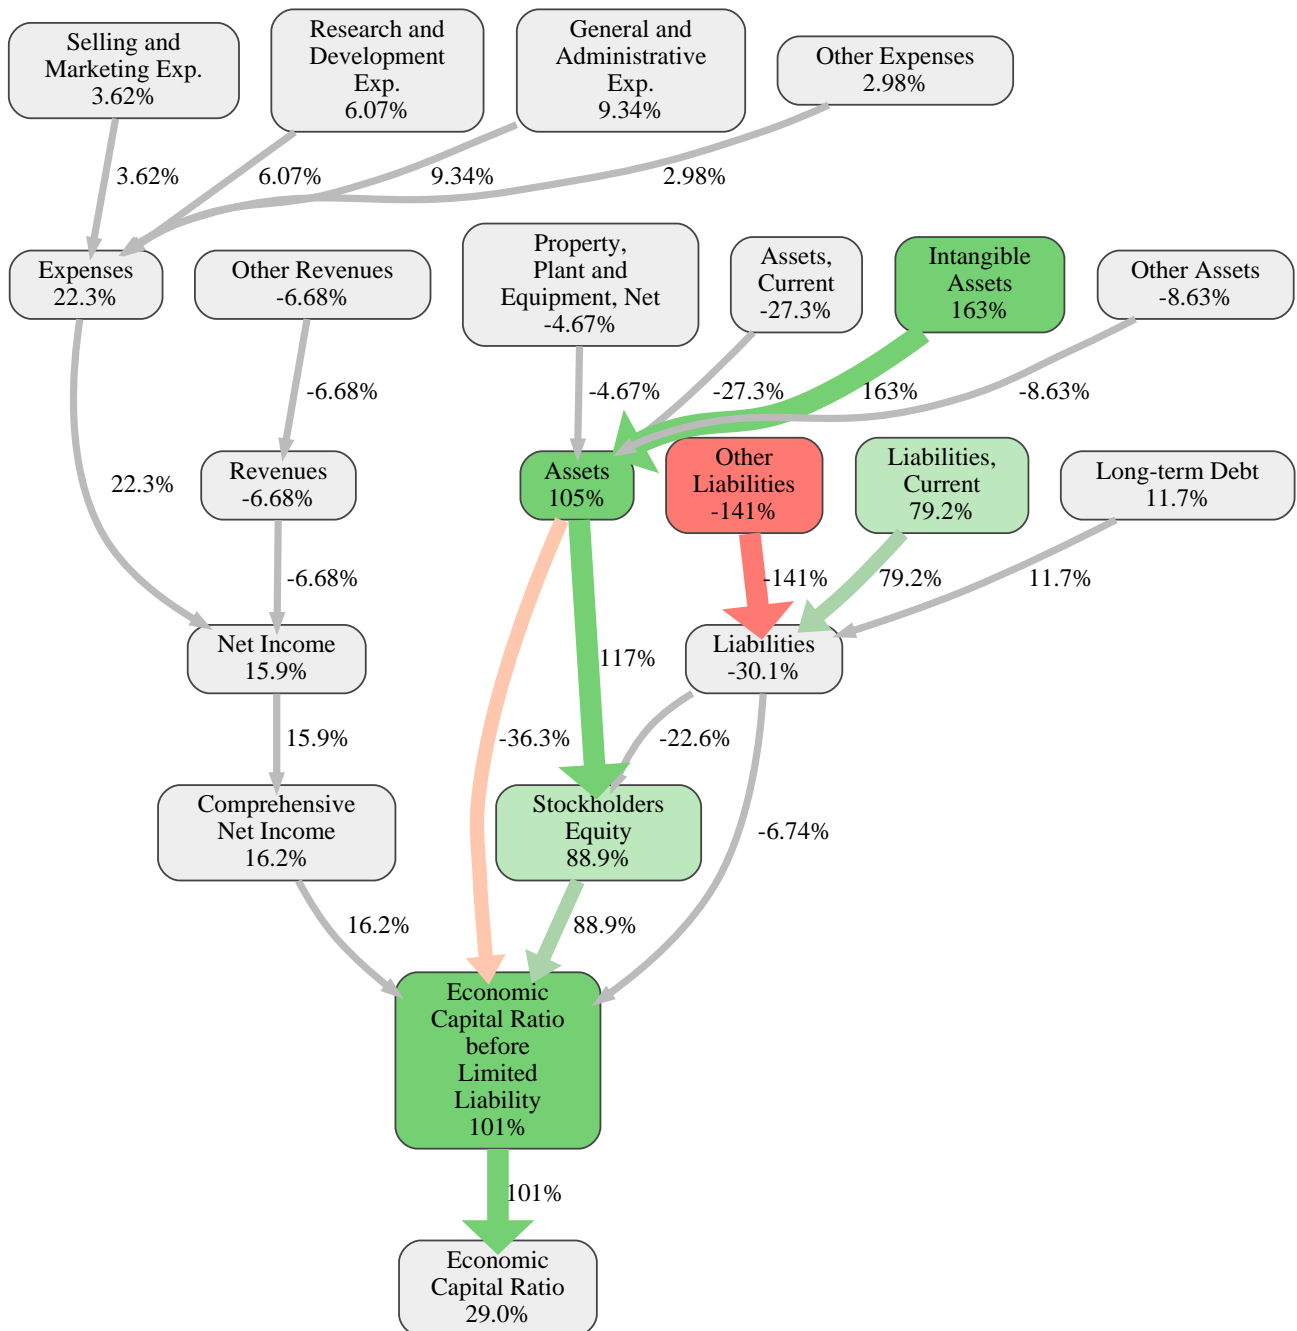 Selling and
Marketing Exp.
3.62%
Research and
Development
Exp.
6.07%
General and
Administrative
Exp.
9.34%
Other Expenses
2.98%
3.62%
6.07%
9.34%
2.98%
Expenses
22.3%
Other Revenues
-6.68%
Property,
Plant and
Equipment, Net
-4.67%
Assets,
Current
-27.3%
Intangible
Assets
163%
Other Assets
-8.63%
-6.68%
-4.67%
-27.3%
163%
-8.63%
22.3%
Revenues
-6.68%
Assets
105%
Other
Liabilities
-141%
Liabilities,
Current
79.2%
Long-term Debt
11.7%
-6.68%
-141%
79.2%
11.7%
Net Income
15.9%
117%
Liabilities
-30.1%
15.9%
-36.3%
-22.6%
Comprehensive
Net Income
16.2%
Stockholders
Equity
88.9%
-6.74%
16.2%
88.9%
Economic
Capital Ratio
before
Limited
Liability
101%
101%
Economic
Capital Ratio
29.0%